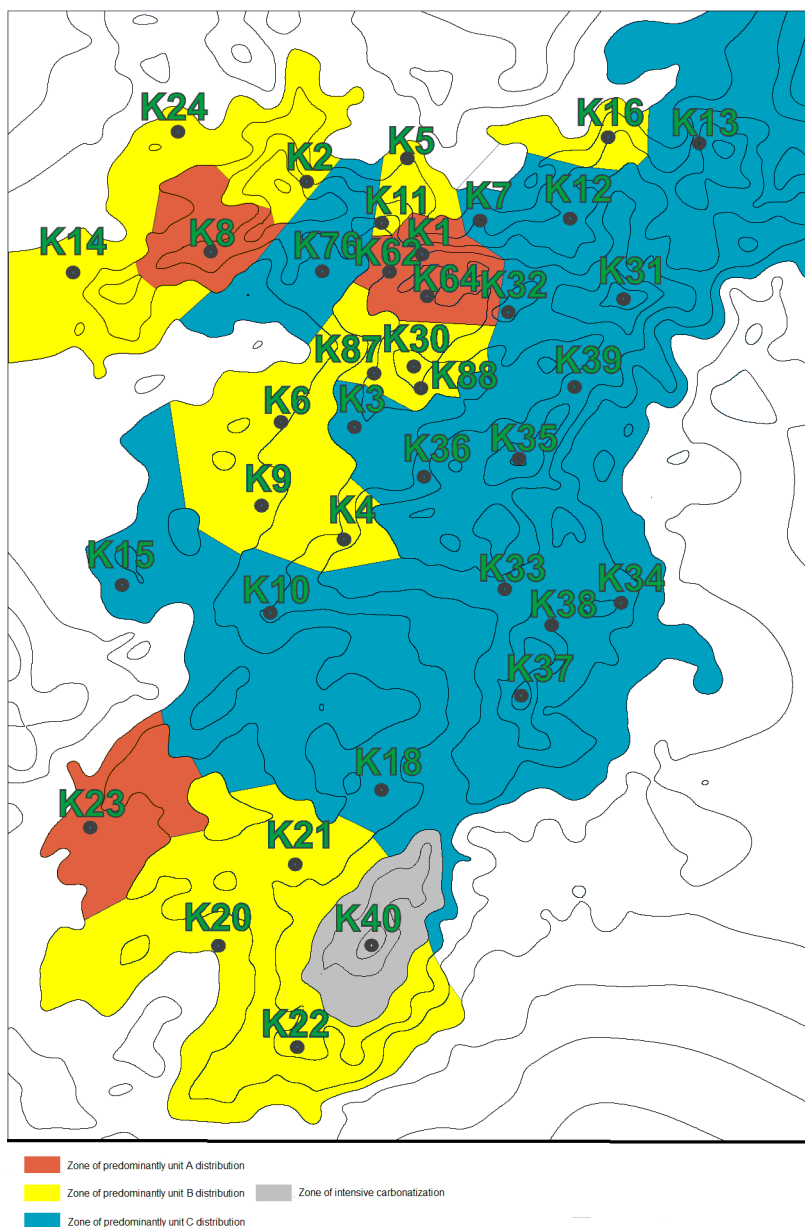 K24
K16
K5
K13
K2
K11
K7
K12
K8
K1
K14
K76
K62
K64
K32
K31
K87
K30
K88
K39
K6
K3
K36
K35
K9
K4
K15
K10
K33
K34
K38
K37
K18
K23
K21
K20
K40
K22
Zone of predominantly unit A distribution
Zone of predominantly unit B distribution
Zone of intensive carbonatization
Zone of predominantly unit C distribution